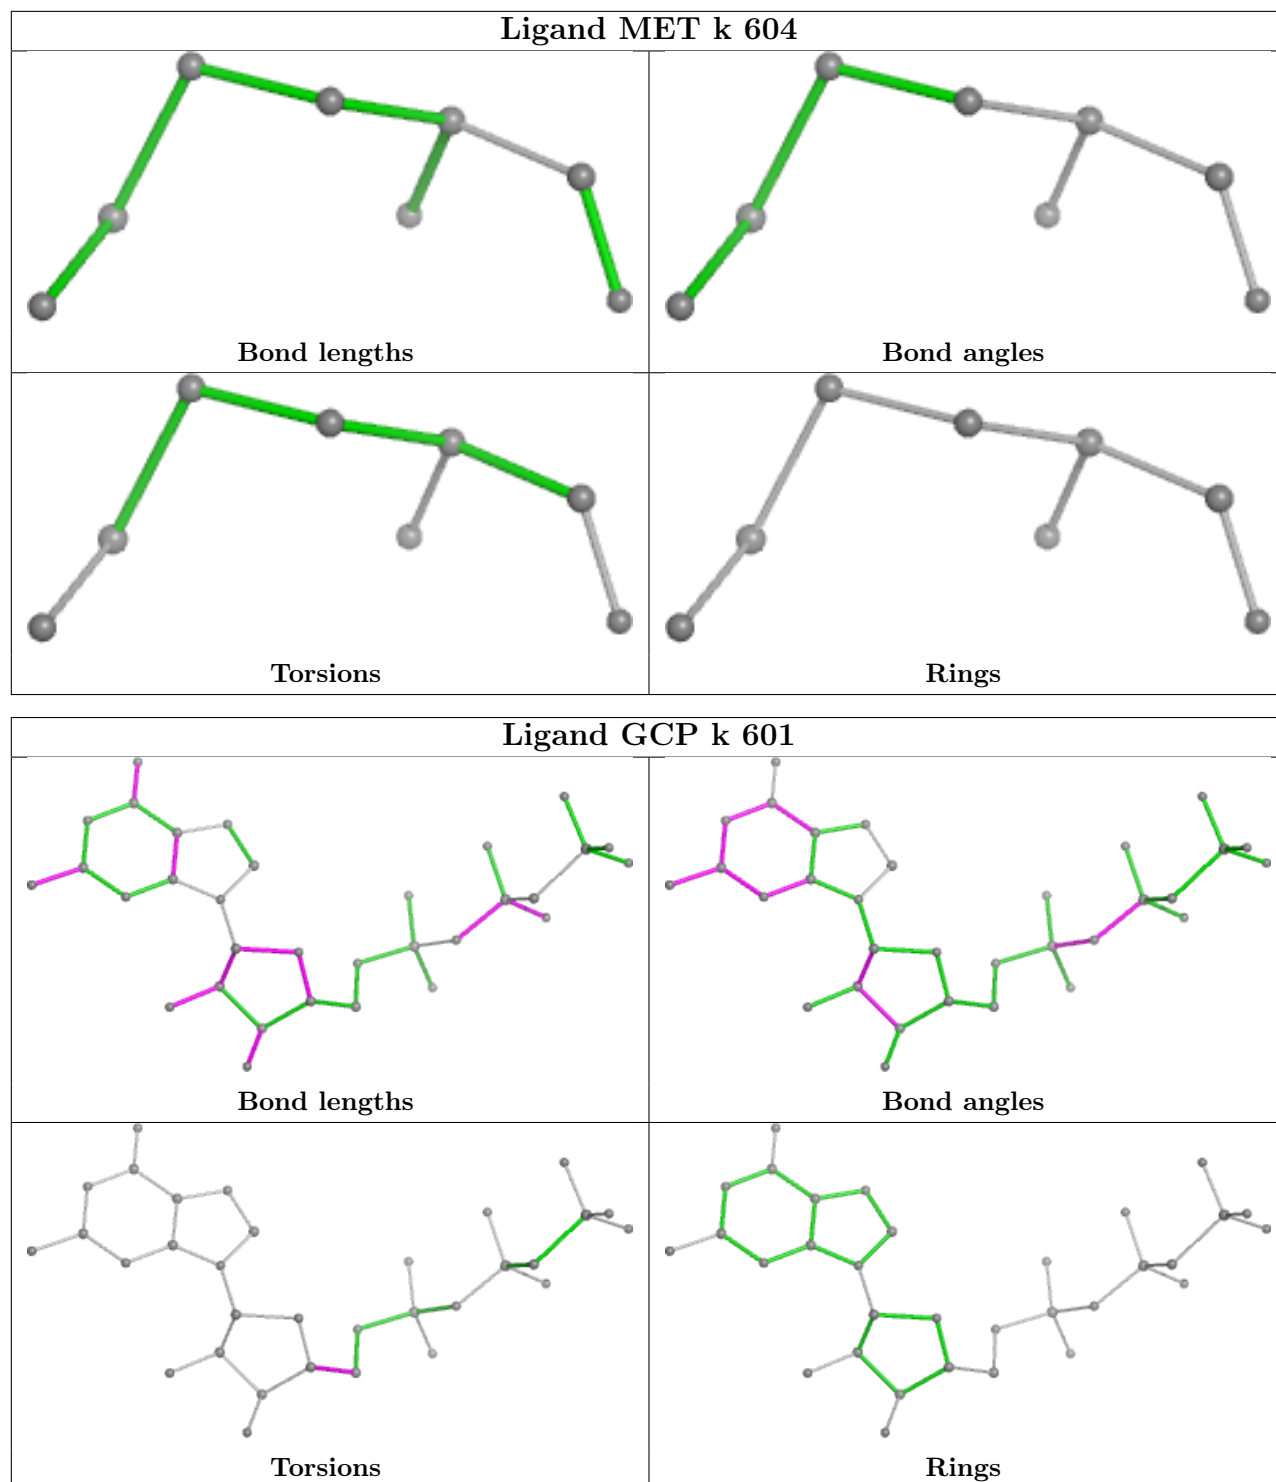 Ligand MET k 604
Bond lengths
Bond angles
Torsions
Rings
Ligand GCP k 601
Bond lengths
Bond angles
Torsions
Rings